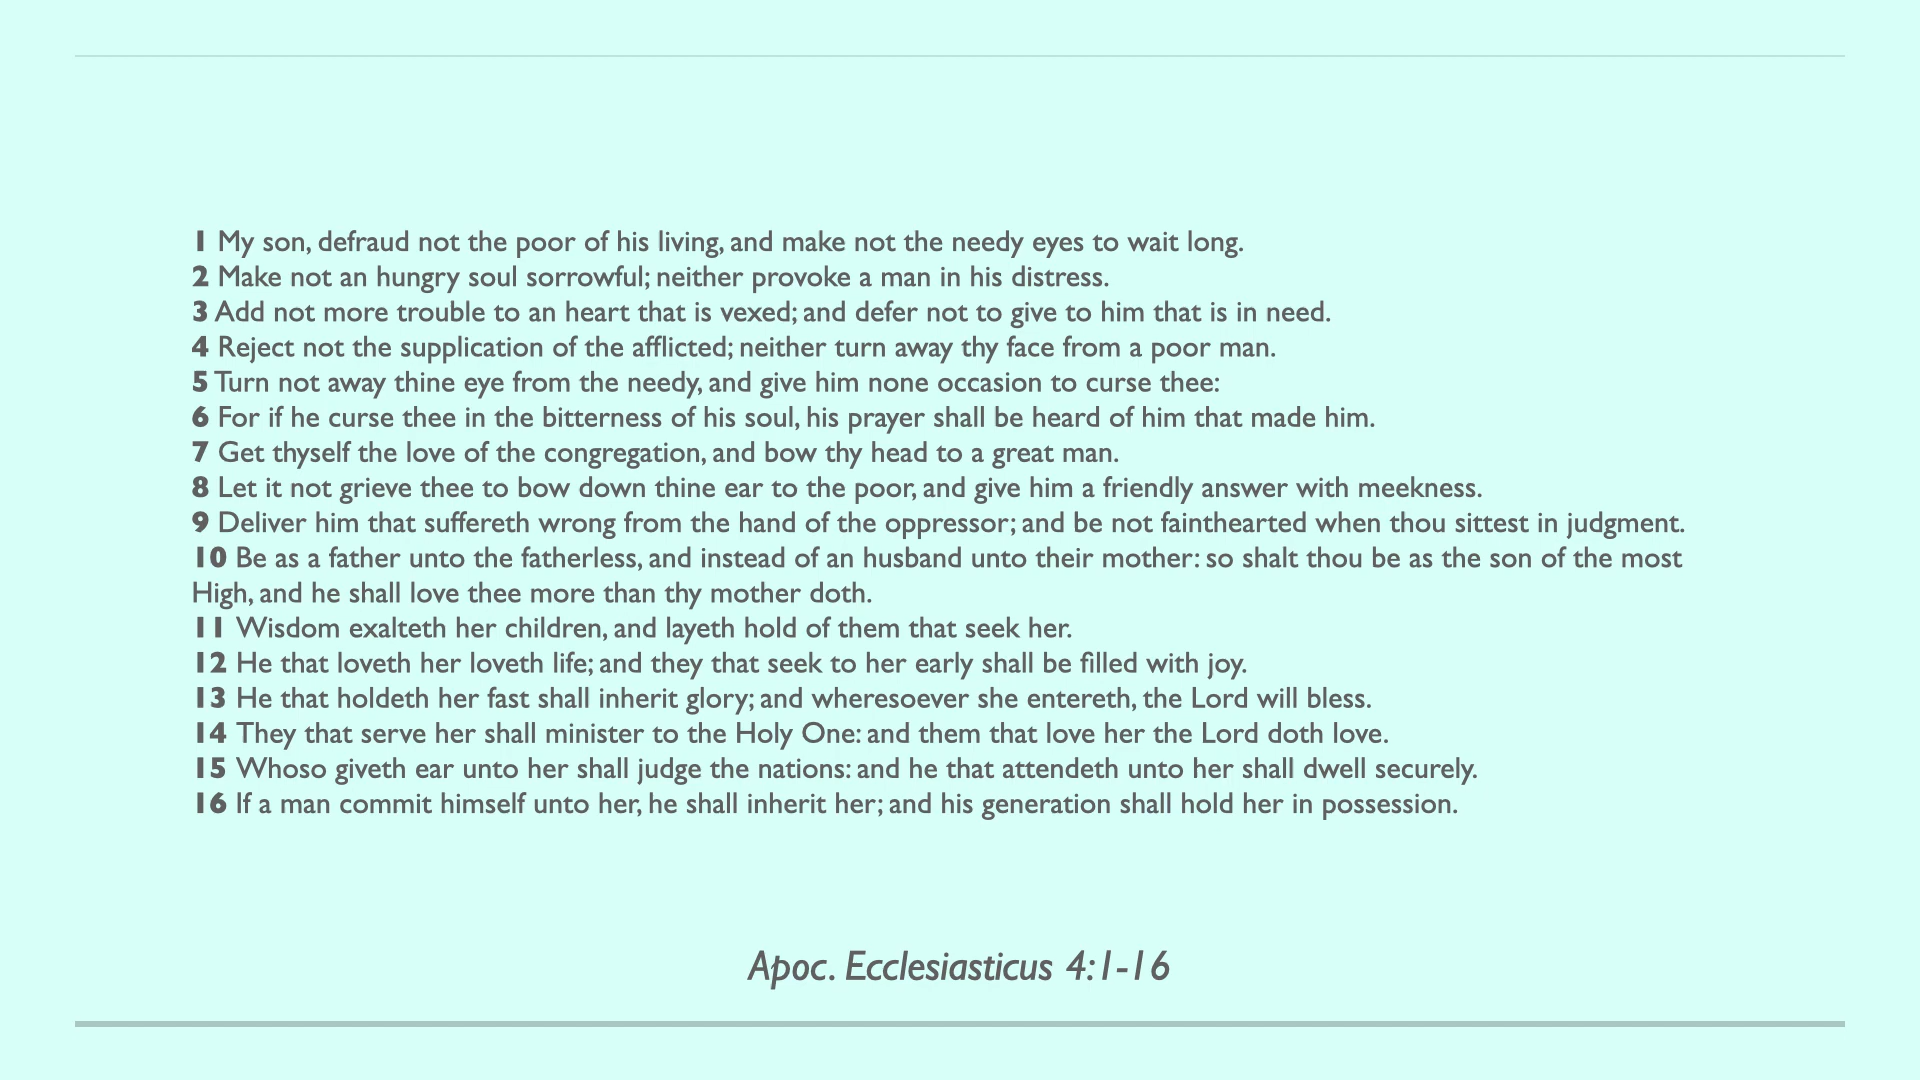 1 My son, defraud not the poor of his living, and make not the needy eyes to wait long.
2 Make not an hungry soul sorrowful; neither provoke a man in his distress.
3 Add not more trouble to an heart that is vexed; and defer not to give to him that is in need.
4 Reject not the supplication of the afflicted; neither turn away thy face from a poor man.
5 Turn not away thine eye from the needy, and give him none occasion to curse thee:
6 For if he curse thee in the bitterness of his soul, his prayer shall be heard of him that made him.
7 Get thyself the love of the congregation, and bow thy head to a great man.
8 Let it not grieve thee to bow down thine ear to the poor, and give him a friendly answer with meekness.
9 Deliver him that suffereth wrong from the hand of the oppressor; and be not fainthearted when thou sittest in judgment.
10 Be as a father unto the fatherless, and instead of an husband unto their mother: so shalt thou be as the son of the most
High, and he shall love thee more than thy mother doth.
11 Wisdom exalteth her children, and layeth hold of them that seek her.
12 He that loveth her loveth life; and they that seek to her early shall be filled with joy.
13 He that holdeth her fast shall inherit glory; and wheresoever she entereth, the Lord will bless.
14 They that serve her shall minister to the Holy One: and them that love her the Lord doth love.
15 Whoso giveth ear unto her shall judge the nations: and he that attendeth unto her shall dwell securely.
16 If a man commit himself unto her, he shall inherit her; and his generation shall hold her in possession.
Apoc. Ecclesiasticus 4:1-16